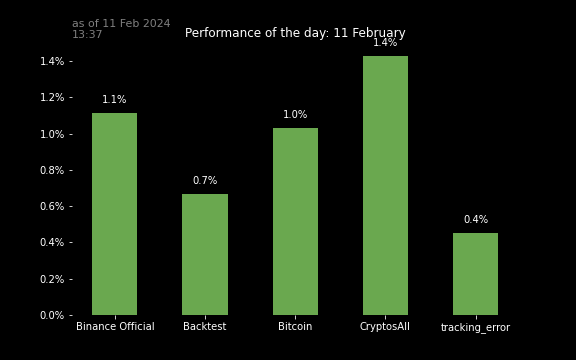 as of 11 Feb 2024
13:37
Performance of the day: 11 February
1.4%
1.2%
1.0%
0.8%
0.6%
0.4%
0.2%
0.0%
1.1%
0.7%
1.0%
1.4%
0.4%
Binance Official
Backtest
Bitcoin
CryptosAll
tracking_error